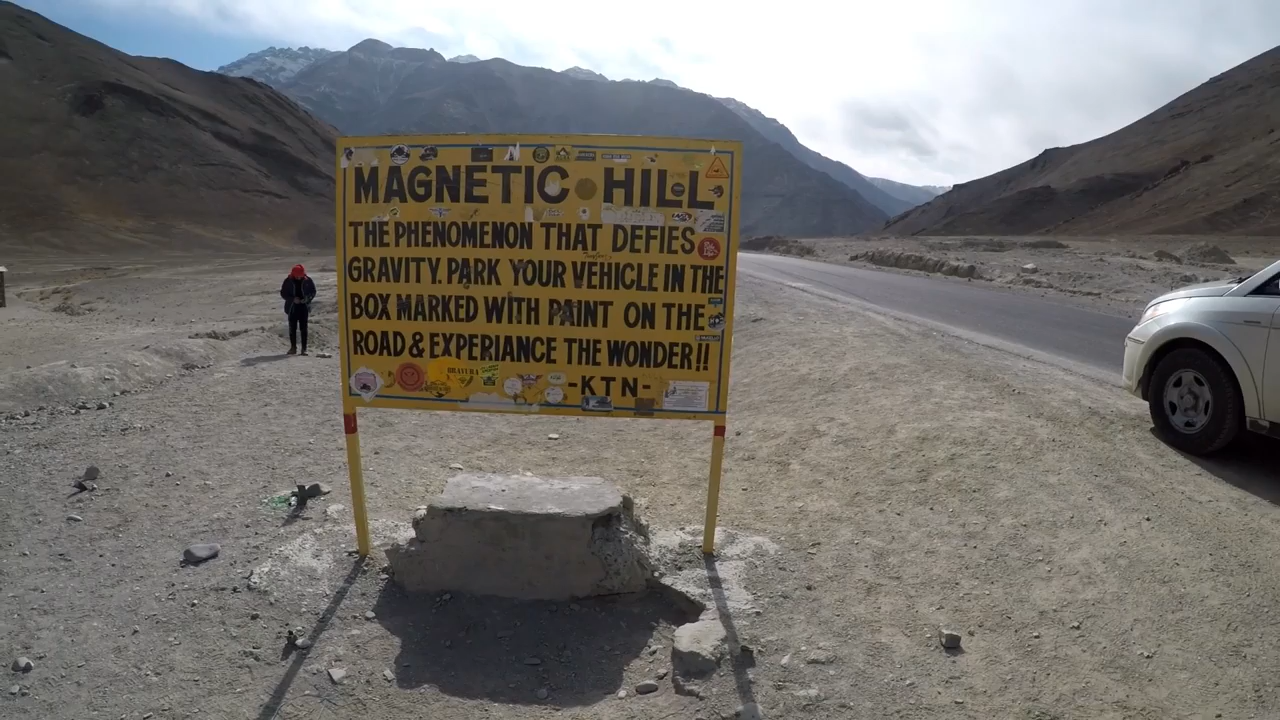 MAGNETIC HILL
THE PHENOMENON THAT DEFIES
GRAVITY. PARK YOUR VEHICLE IN THE
BOX MARKED WITH PAINT ON THE
ROAD & EXPERIANCE THE WONDER!!
-KTN-